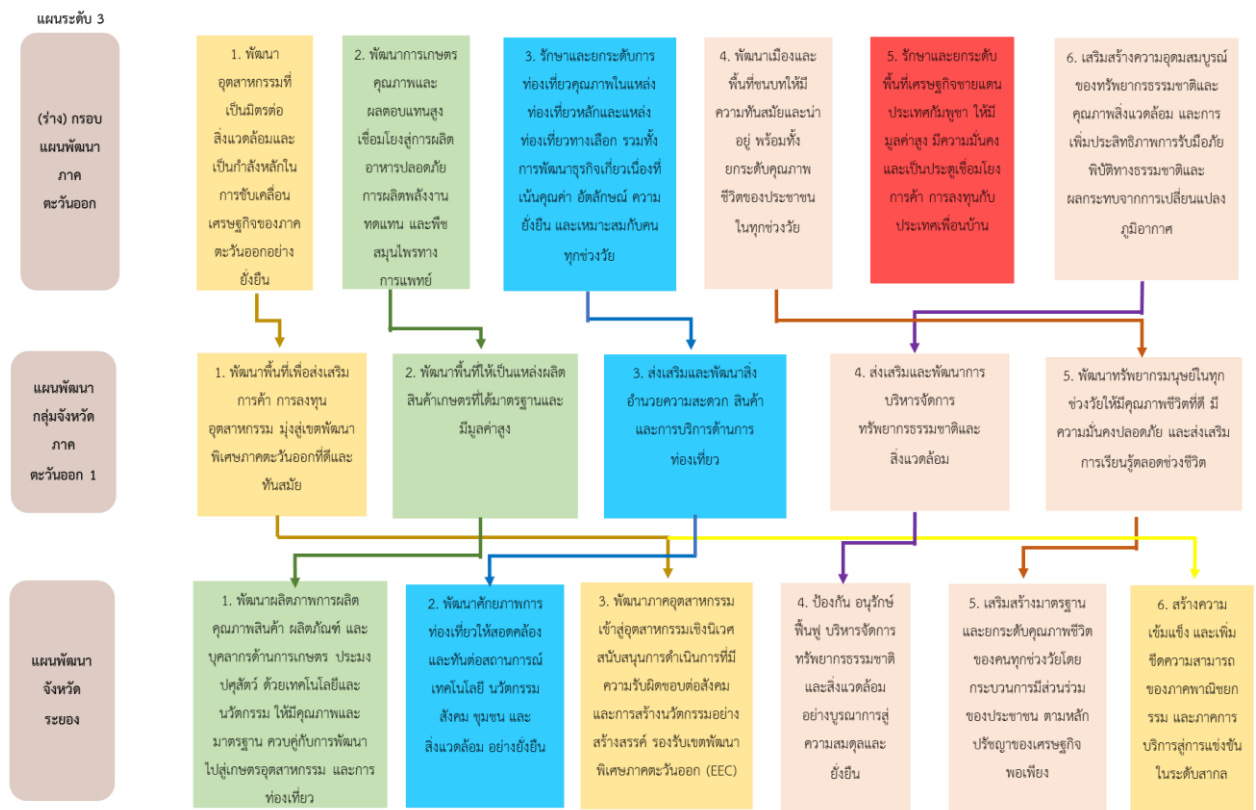 แผนระดับ 3
(ร่าง) กรอบ
แผนพัฒนา
ภาค
ตะวันออก
1. พัฒนา
อุตสาหกรรมที่
เป็นมิตรต่อ
สิ่งแวดล้อมและ
เป็นกำลังหลักใน
การขับเคลื่อน
เศรษฐกิจของภาค
ตะวันออกอย่าง
ยั่งยืน
2. พัฒนาการเกษตร
คุณภาพและ
ผลตอบแทนสูง
เชื่อมโยงสู่การผลิต
อาหารปลอดภัย
การผลิตพลังงาน
ทดแทน และพืช
สมุนไพรทาง
การแพทย์
3. รักษาและยกระดับการ
ท่องเที่ยวคุณภาพในแหล่ง
ท่องเที่ยวหลักและแหล่ง
ท่องเที่ยวทางเลือก รวมทั้ง
การพัฒนาธุรกิจเกี่ยวเนื่องที่
เน้นคุณค่า อัตลักษณ์ ความ
ยั่งยืน และเหมาะสมกับคน
ทุกช่วงวัย
4. พัฒนาเมืองและ
พื้นที่ชนบทให้มี
ความทันสมัยและน่า
อยู่ พร้อมทั้ง
ยกระดับคุณภาพ
ชีวิตของประชาชน
ในทุกช่วงวัย
5. รักษาและยกระดับ
พื้นที่เศรษฐกิจชายแดน
ประเทศกัมพูชา ให้มี
มูลค่าสูง มีความมั่นคง
และเป็นประตูเชื่อมโยง
การค้า การลงทุนกับ
ประเทศเพื่อนบ้าน
6. เสริมสร้างความอุดมสมบูรณ์
ของทรัพยากรธรรมชาติและ
คุณภาพสิ่งแวดล้อม และการ
เพิ่มประสิทธิภาพการรับมือภัย
พิบัติทางธรรมชาติและ
ผลกระทบจากการเปลี่ยนแปลง
ภูมิอากาศ
แผนพัฒนา
กลุ่มจังหวัด
ภาค
ตะวันออก 1
1. พัฒนาพื้นที่เพื่อส่งเสริม
การค้า การลงทุน
อุตสาหกรรม มุ่งสู่เขตพัฒนา
พิเศษภาคตะวันออกที่ดีและ
ทันสมัย
2. พัฒนาพื้นที่ให้เป็นแหล่งผลิต
สินค้าเกษตรที่ได้มาตรฐานและ
มีมูลค่าสูง
3. ส่งเสริมและพัฒนาสิ่ง
อำนวยความสะดวก สินค้า
และการบริการด้านการ
ท่องเที่ยว
4. ส่งเสริมและพัฒนาการ
บริหารจัดการ
ทรัพยากรธรรมชาติและ
สิ่งแวดล้อม
5. พัฒนาทรัพยากรมนุษย์ในทุก
ช่วงวัยให้มีคุณภาพชีวิตที่ดี มี
ความมั่นคงปลอดภัย และส่งเสริม
การเรียนรู้ตลอดช่วงชีวิต
แผนพัฒนา
จังหวัด
ระยอง
1. พัฒนาผลิตภาพการผลิต
คุณภาพสินค้า ผลิตภัณฑ์ และ
บุคลากรด้านการเกษตร ประมง
ปศุสัตว์ ด้วยเทคโนโลยีและ
นวัตกรรม ให้มีคุณภาพและ
มาตรฐาน ควบคู่กับการพัฒนา
ไปสู่เกษตรอุตสาหกรรม และการ
ท่องเที่ยว
2. พัฒนาศักยภาพการ
ท่องเที่ยวให้สอดคล้อง
และทันต่อสถานการณ์
เทคโนโลยี นวัตกรรม
สังคม ชุมชน และ
สิ่งแวดล้อม อย่างยั่งยืน
3. พัฒนาภาคอุตสาหกรรม
เข้าสู่อุตสาหกรรมเชิงนิเวศ
สนับสนุนการดำเนินการที่มี
ความรับผิดชอบต่อสังคม
และการสร้างนวัตกรรมอย่าง
สร้างสรรค์ รองรับเขตพัฒนา
พิเศษภาคตะวันออก (EEC)
4. ป้องกัน อนุรักษ์
ฟื้นฟู บริหารจัดการ
ทรัพยากรธรรมชาติ
และสิ่งแวดล้อม
อย่างบูรณาการสู่
ความสมดุลและ
ยั่งยืน
5. เสริมสร้างมาตรฐาน
และยกระดับคุณภาพชีวิต
ของคนทุกช่วงวัยโดย
กระบวนการมีส่วนร่วม
ของประชาชน ตามหลัก
ปรัชญาของเศรษฐกิจ
พอเพียง
6. สร้างความ
เข้มแข็ง และเพิ่ม
ขีดความสามารถ
ของภาคพาณิชยก
รรม และภาคการ
บริการสู่การแข่งขัน
ในระดับสากล